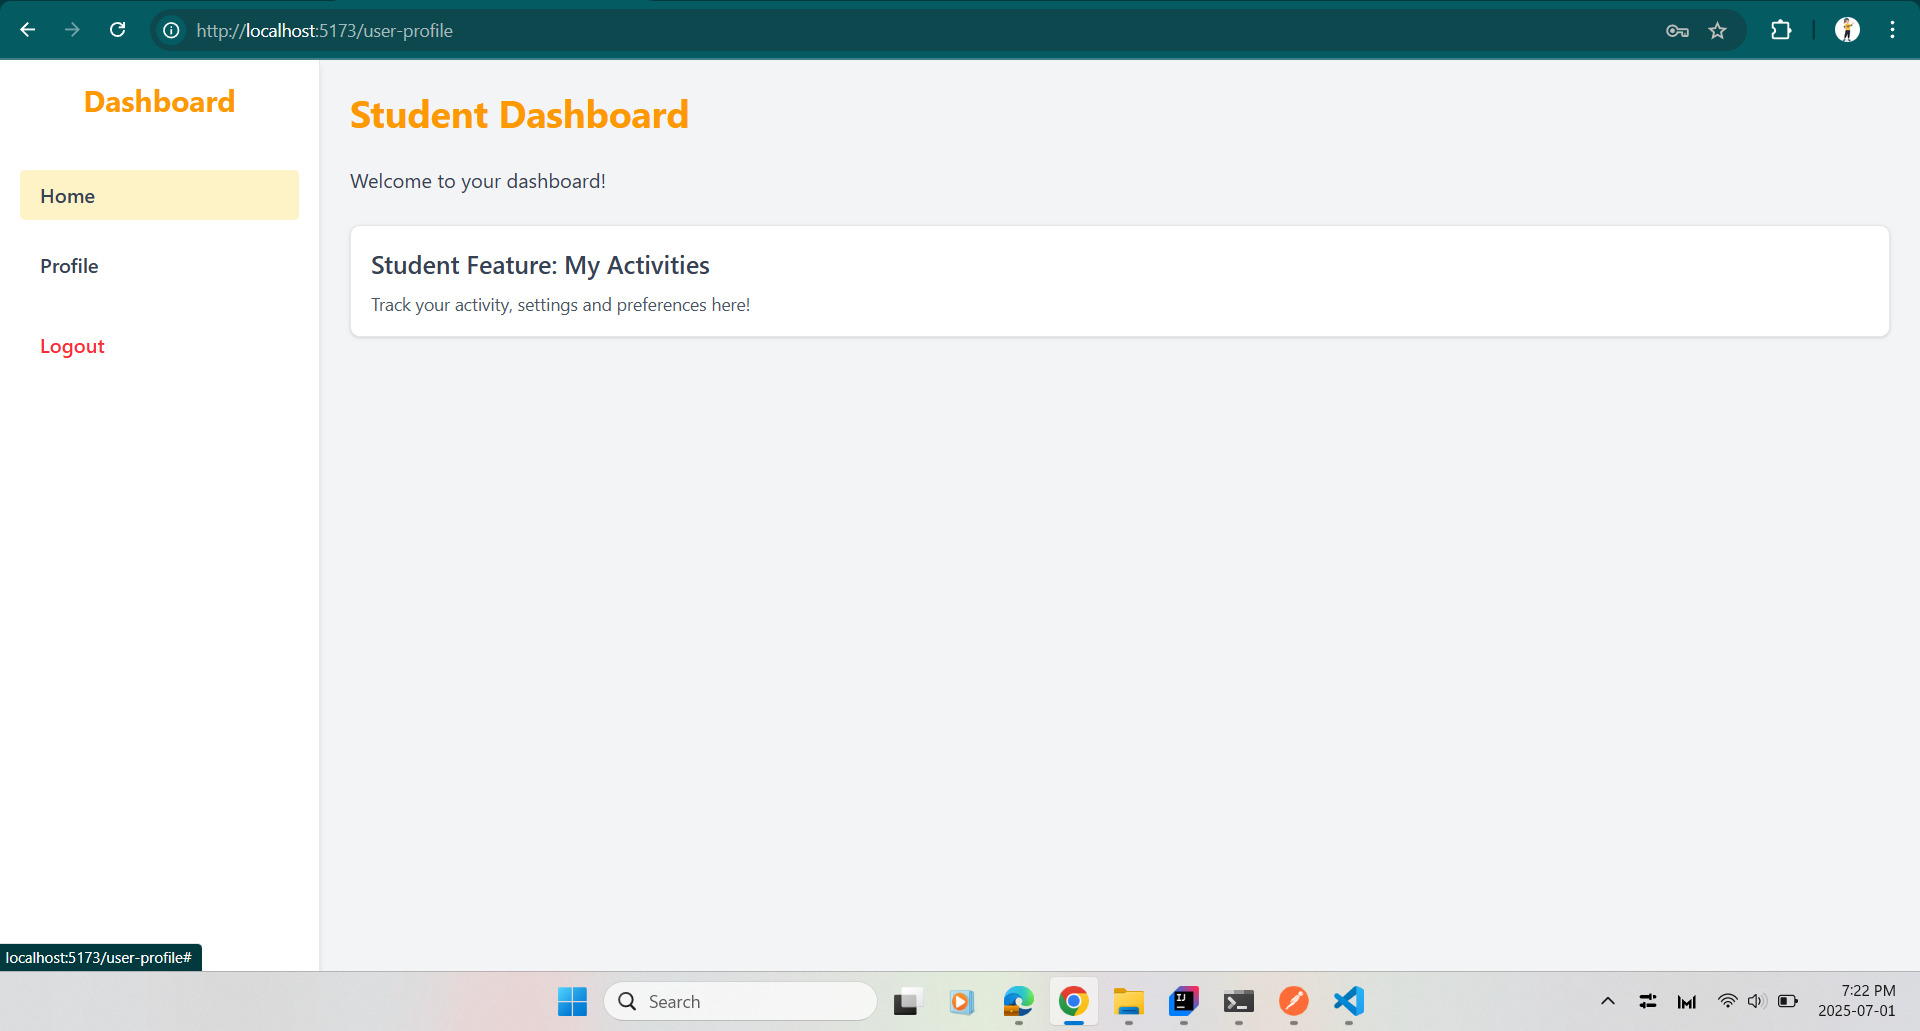 http://localhost:5173/user-profile
Dashboard
Home
Profile
Logout
Student Dashboard
Welcome to your dashboard!
Student Feature: My Activities
Track your activity, settings and preferences here!
localhost:5173/user-profile#
Search
IJ
7:22 PM
2025-07-01